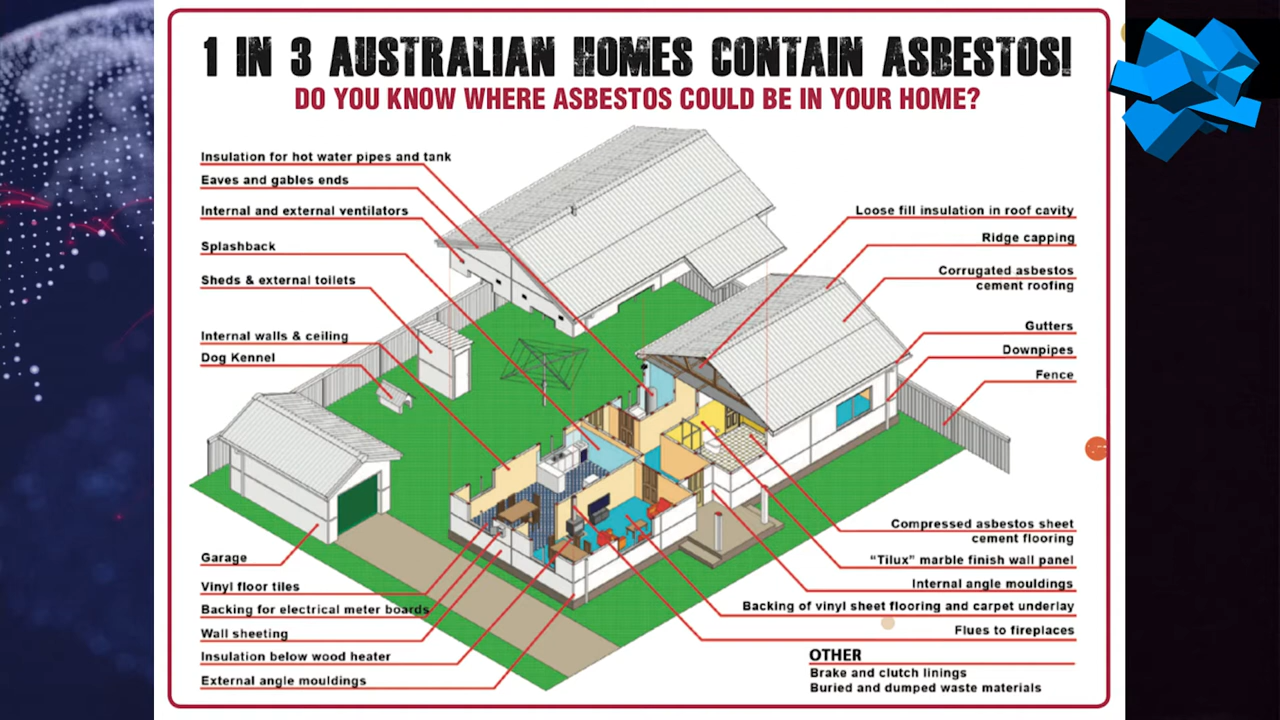 1 IN 3 AUSTRALIAN HOMES CONTAIN ASBESTOS!
DO YOU KNOW WHERE ASBESTOS COULD BE IN YOUR HOME?
Insulation for hot water pipes and tank
Eaves and gables ends
Internal and external ventilators
Splashback
Sheds & external toilets
Internal walls & ceiling
Dog Kennel
Garage
Vinyl floor tiles
Backing for electrical meter boards
Wall sheeting
Insulation below wood heater
External angle mouldings
Loose fill insulation in roof cavity
Ridge capping
Corrugated asbestos
cement roofing
Gutters
Downpipes
Fence
Compressed asbestos sheet
cement flooring
“Tilux” marble finish wall panel
Internal angle mouldings
Backing of vinyl sheet flooring and carpet underlay
Flues to fireplaces
OTHER
Brake and clutch linings
Buried and dumped waste materials